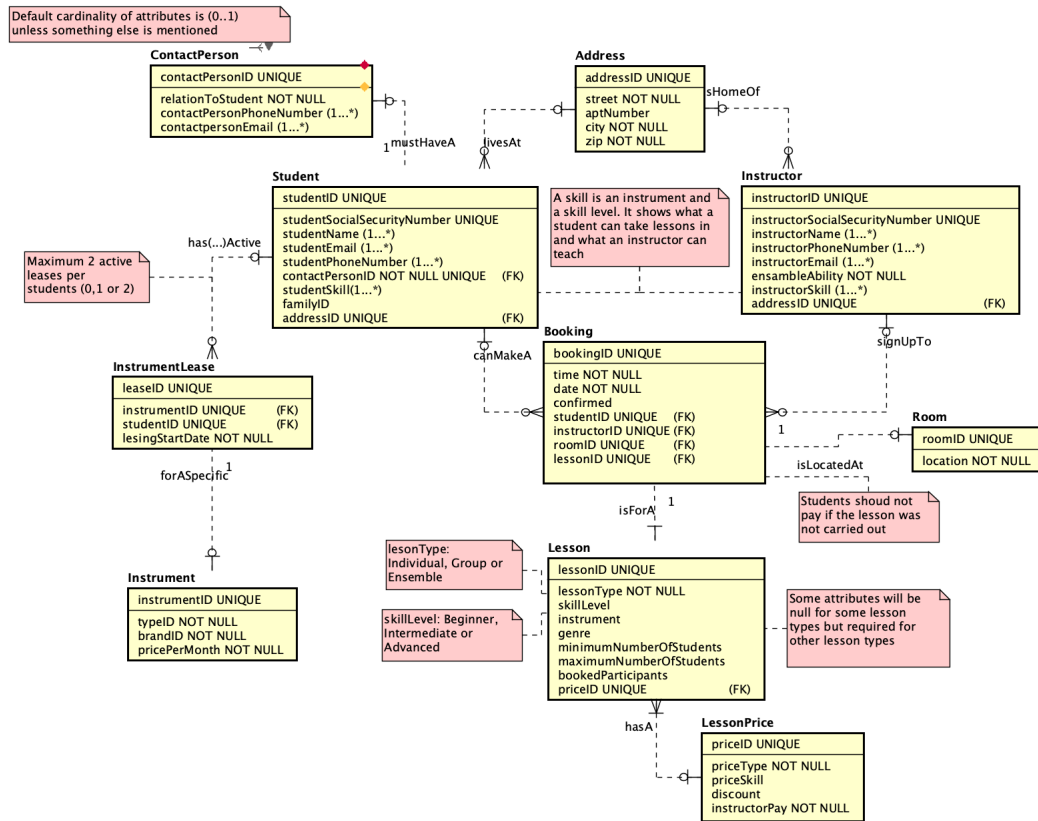 Default cardinality of attributes is (0..1)
unless something else is mentioned
ContactPerson
contactPersonID UNIQUE
relationToStudent NOT NULL
contactPersonPhoneNumber (1...*)
contactpersonEmail (1...*)
1
mustHaveA
Address
addressID UNIQUE
street NOT NULL
aptNumber
city NOT NULL
zip NOT NULL
sHomeOf
livesAt
Student
studentID UNIQUE
studentSocialSecurityNumber UNIQUE
studentName (1...*)
studentEmail (1...*)
studentPhoneNumber (1...*)
contactPersonID NOT NULL UNIQUE (FK)
studentSkill(1...*)
familyID
addressID UNIQUE (FK)
A skill is an instrument and
a skill level. It shows what a
student can take lessons in
and what an instructor can
teach
Instructor
instructorID UNIQUE
instructorSocialSecurityNumber UNIQUE
instructorName (1...*)
instructorPhoneNumber (1...*)
instructorEmail (1...*)
ensambleAbility NOT NULL
instructorSkill (1...*)
addressID UNIQUE (FK)
has(...)Active
Maximum 2 active
leases per
students (0,1 or 2)
canMakeA
signUpTo
InstrumentLease
leaseID UNIQUE
instrumentID UNIQUE (FK)
studentID UNIQUE (FK)
lesingStartDate NOT NULL
Booking
bookingID UNIQUE
time NOT NULL
date NOT NULL
confirmed
studentID UNIQUE (FK)
instructorID UNIQUE (FK)
roomID UNIQUE (FK)
lessonID UNIQUE (FK)
1
Room
roomID UNIQUE
location NOT NULL
isLocatedAt
Students shoud not
pay if the lesson was
not carried out
1
forASpecific
isForA
1
Instrument
instrumentID UNIQUE
typeID NOT NULL
brandID NOT NULL
pricePerMonth NOT NULL
lesonType:
Individual, Group or
Ensemble
skillLevel: Beginner,
Intermediate or
Advanced
Lesson
lessonID UNIQUE
lessonType NOT NULL
skillLevel
instrument
genre
minimumNumberOfStudents
maximumNumberOfStudents
bookedParticipants
priceID UNIQUE (FK)
Some attributes will be
null for some lesson
types but required for
other lesson types
hasA
LessonPrice
priceID UNIQUE
priceType NOT NULL
priceSkill
discount
instructorPay NOT NULL